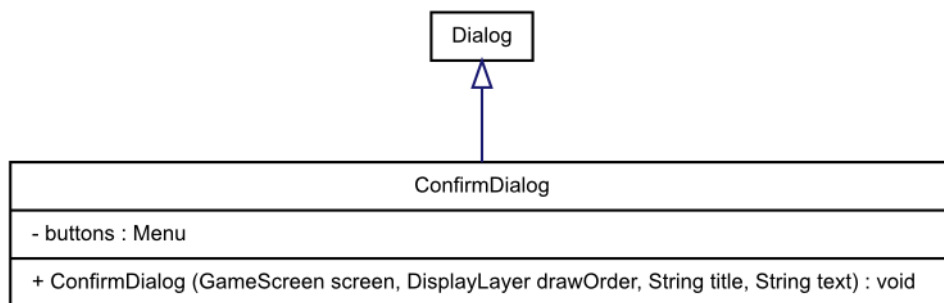 Dialog
ConfirmDialog
- buttons : Menu
+ ConfirmDialog (GameScreen screen, DisplayLayer drawOrder, String title, String text) : void